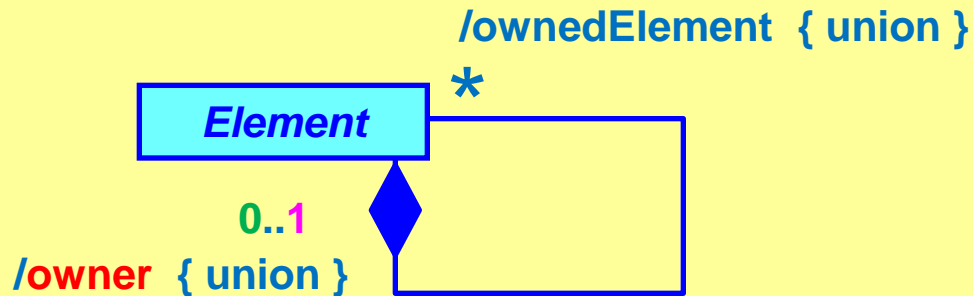 /ownedElement { union }
*
Element
0..1
/owner { union }